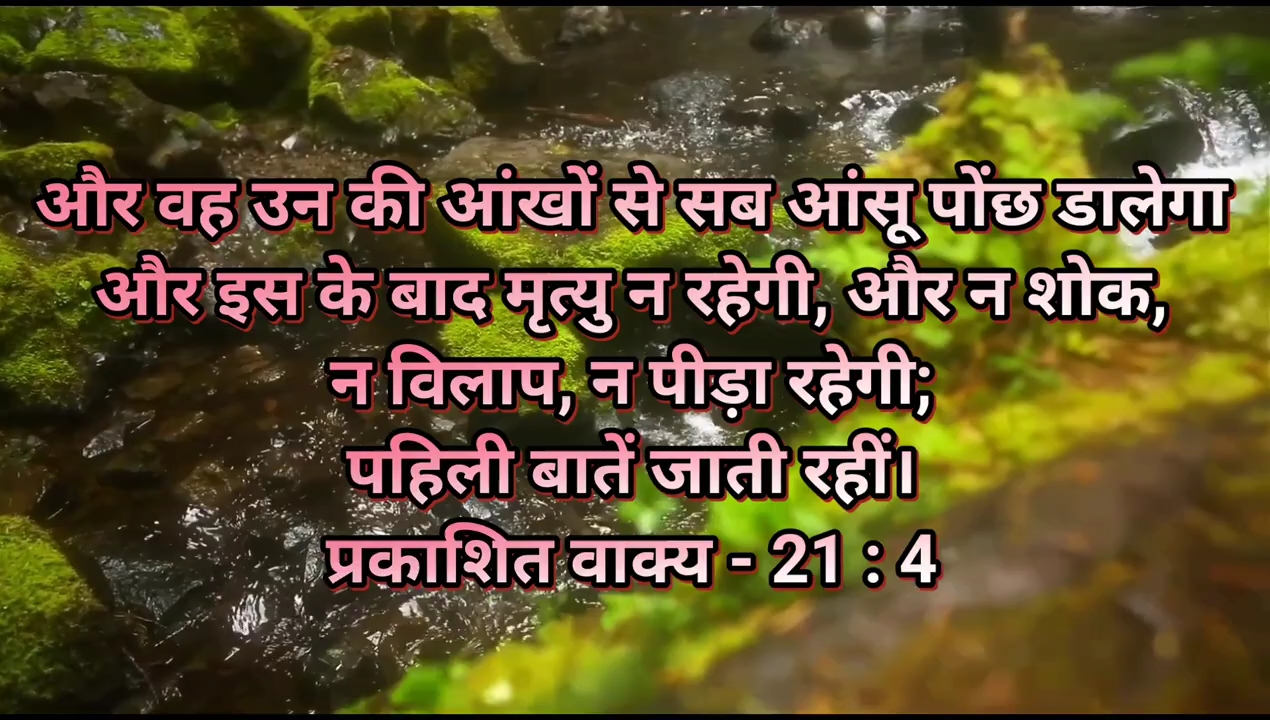 और वह उन की आंखों से सब आंसू पोंछ डालेगा
और इस के बाद मृत्यु न रहेगी, और न शोक,
न विलाप, न पीड़ा रहेगी;
पहिली बातें जाती रहीं।
प्रकाशित वाक्य - 21 : 4